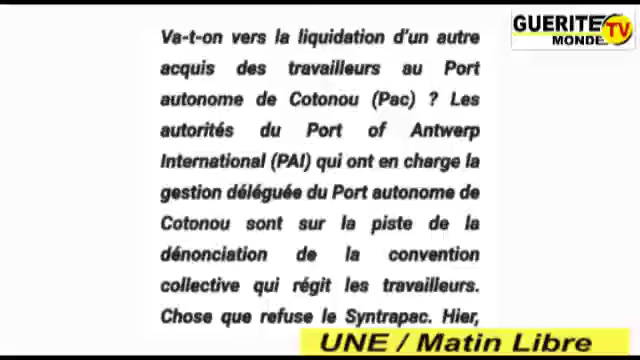 GUERITE TV
MONDE
Va-t-on vers la liquidation d'un autre
acquis des travailleurs au Port
autonome de Cotonou (Pac) ? Les
autorités du Port of Antwerp
International (PAI) qui ont en charge la
gestion déléguée du Port autonome de
Cotonou sont sur la piste de la
dénonciation de la convention
collective qui régit les travailleurs.
Chose que refuse le Syntrapac. Hier,
UNE / Matin Libre